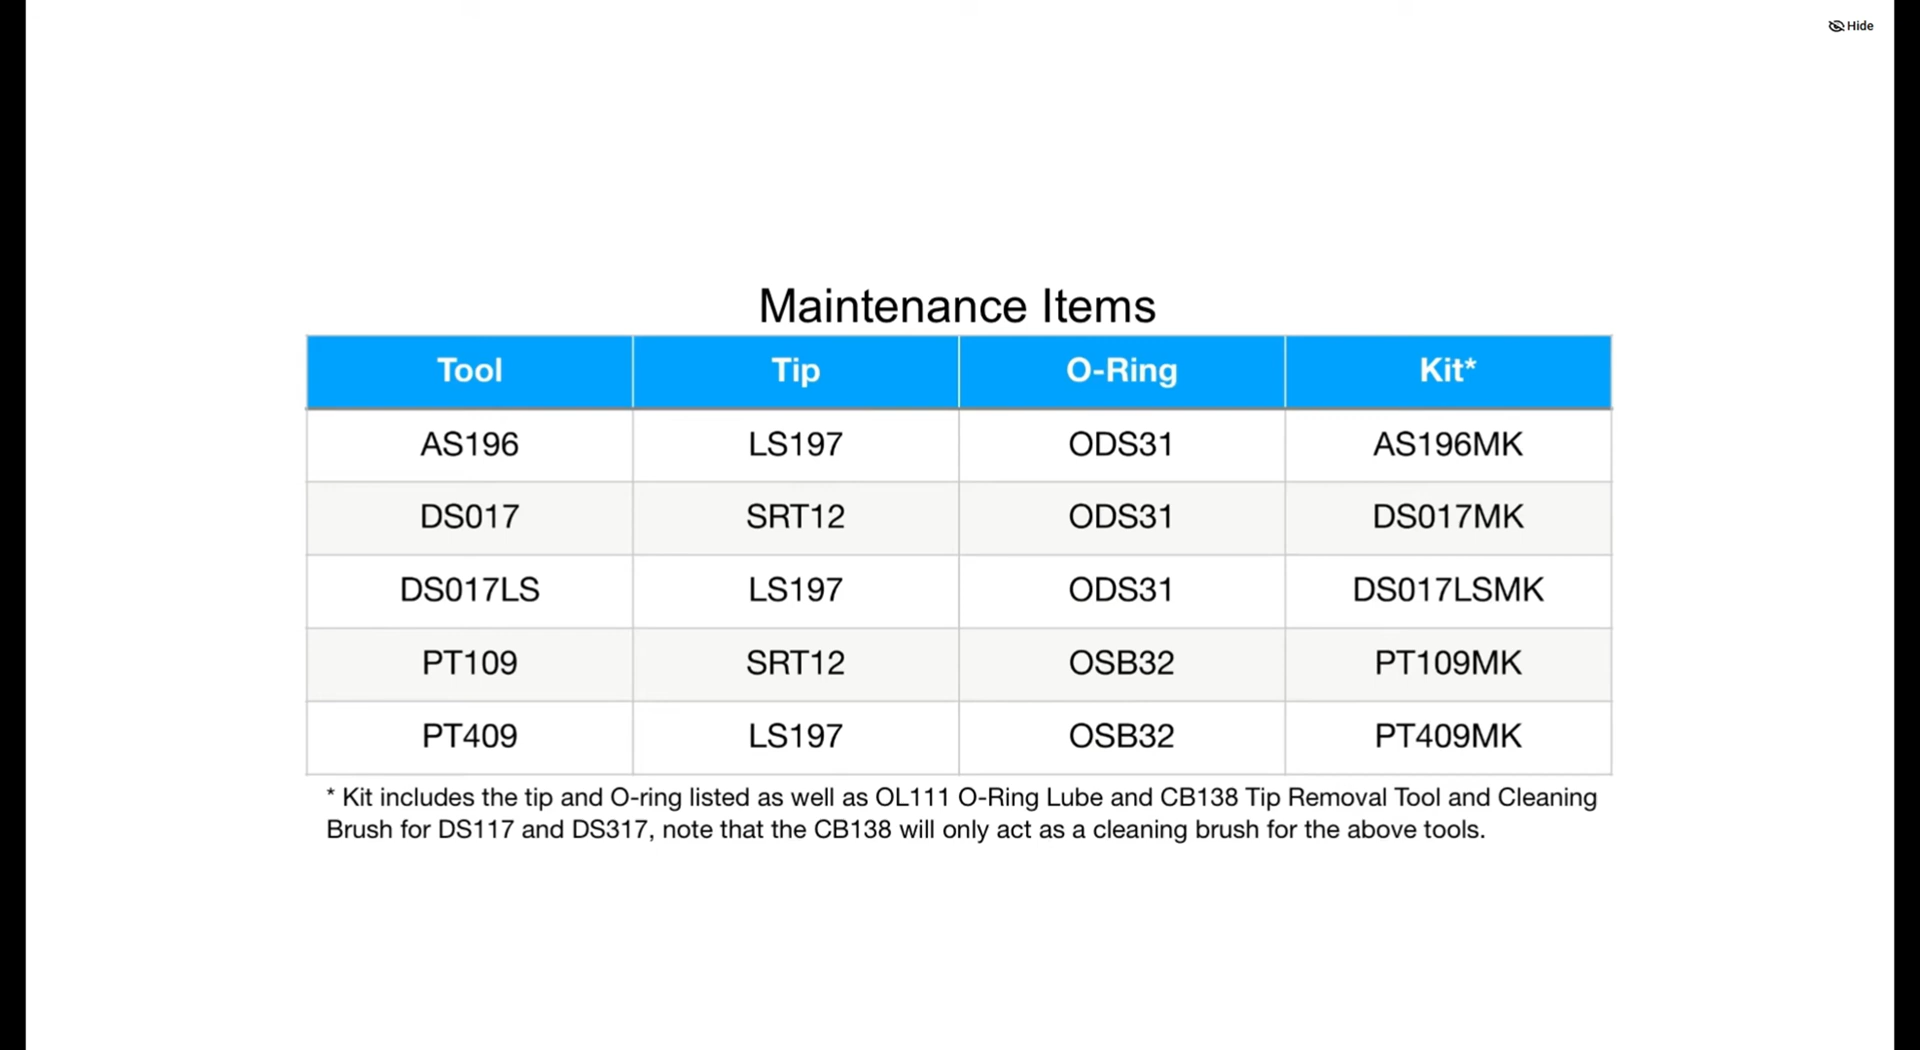 Hide
Maintenance Items
Tool Tip O-Ring Kit*
AS196 LS197 ODS31 AS196MK
DS017 SRT12 ODS31 DS017MK
DS017LS LS197 ODS31 DS017LSMK
PT109 SRT12 OSB32 PT109MK
PT409 LS197 OSB32 PT409MK
* Kit includes the tip and O-ring listed as well as OL111 O-Ring Lube and CB138 Tip Removal Tool and Cleaning
Brush for DS117 and DS317, note that the CB138 will only act as a cleaning brush for the above tools.